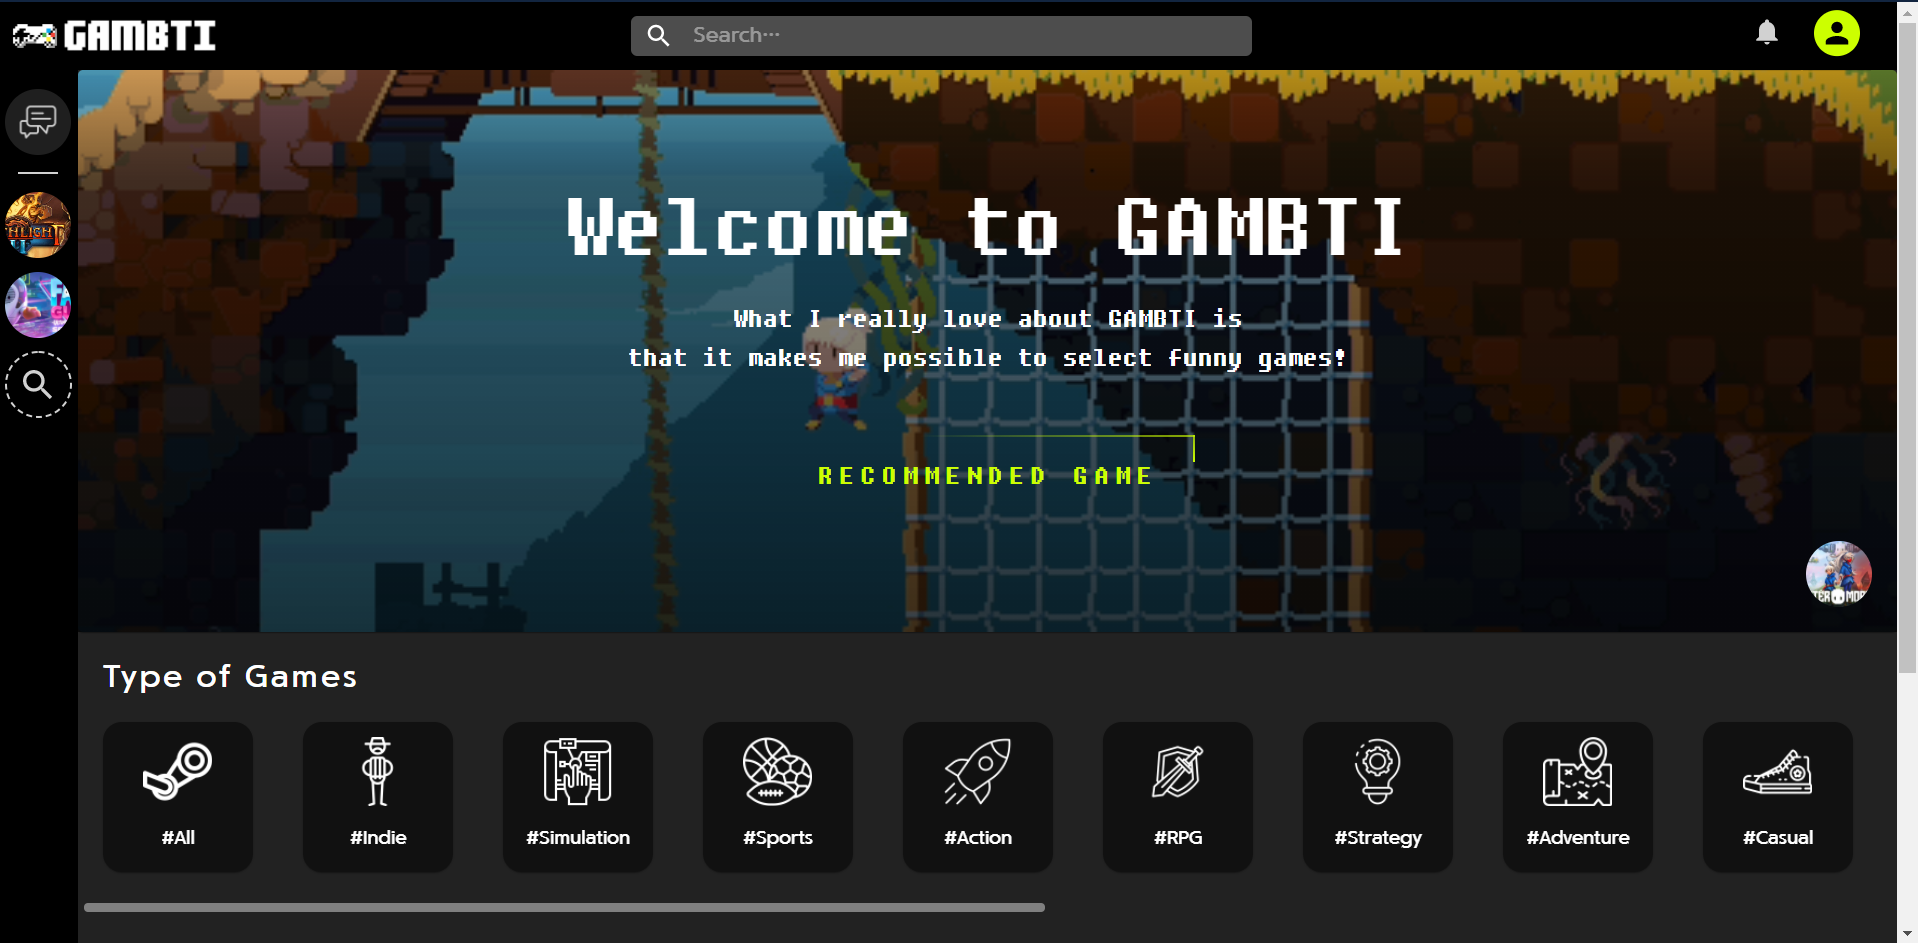 GAMBTI
Search...
Welcome to GAMBTI
What I really love about GAMBTI is
that it makes me possible to select funny games!
RECOMMENDED GAME
Type of Games
#All
#Indie
#Simulation
#Sports
#Action
#RPG
#Strategy
#Adventure
#Casual